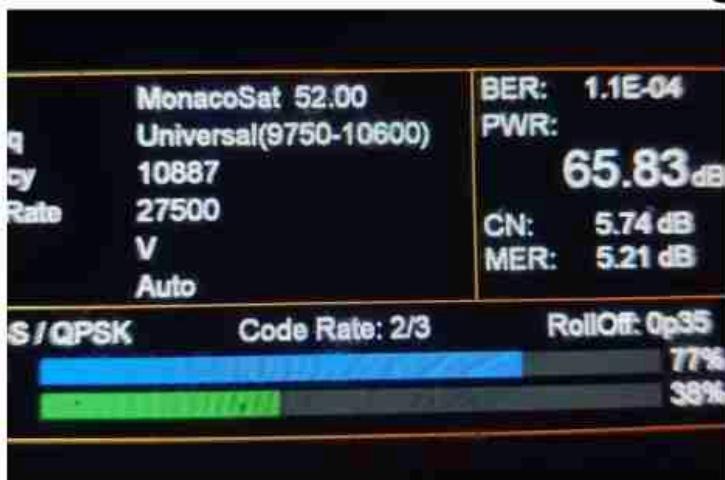 MonacoSat 52.00
q Universal(9750-10600)
cy 10887
Rate 27500
V
Auto
BER: 1.1E-04
PWR:
65.83dB
CN: 5.74 dB
MER: 5.21 dB
S / QPSK Code Rate: 2/3 RollOff: 0p35
77%
38%